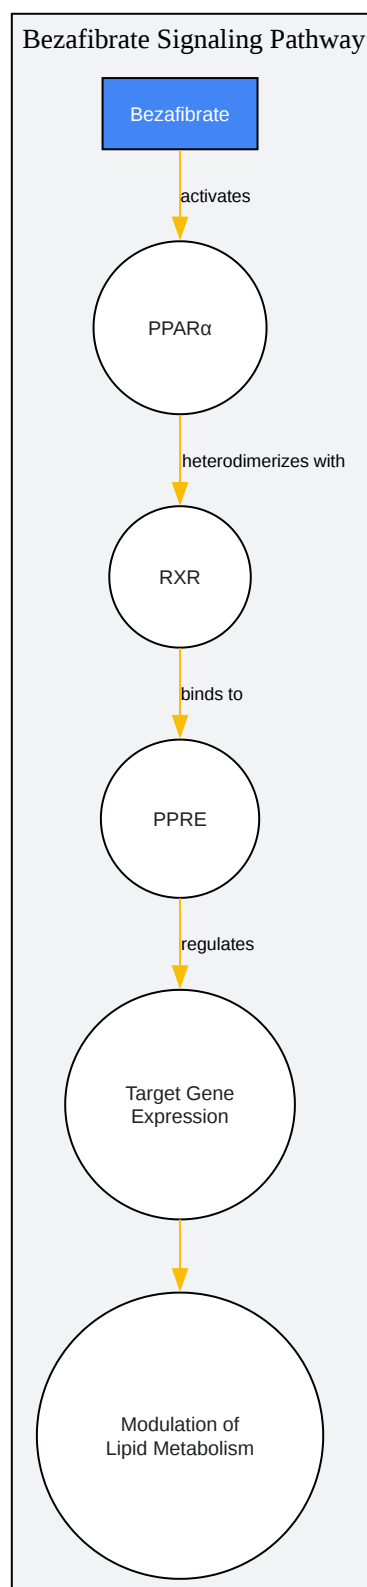 Bezafibrate Signaling Pathway
Bezafibrate
activates
PPARα
heterodimerizes with
RXR
binds to
PPRE
regulates
Target Gene
Expression
Modulation of
Lipid Metabolism